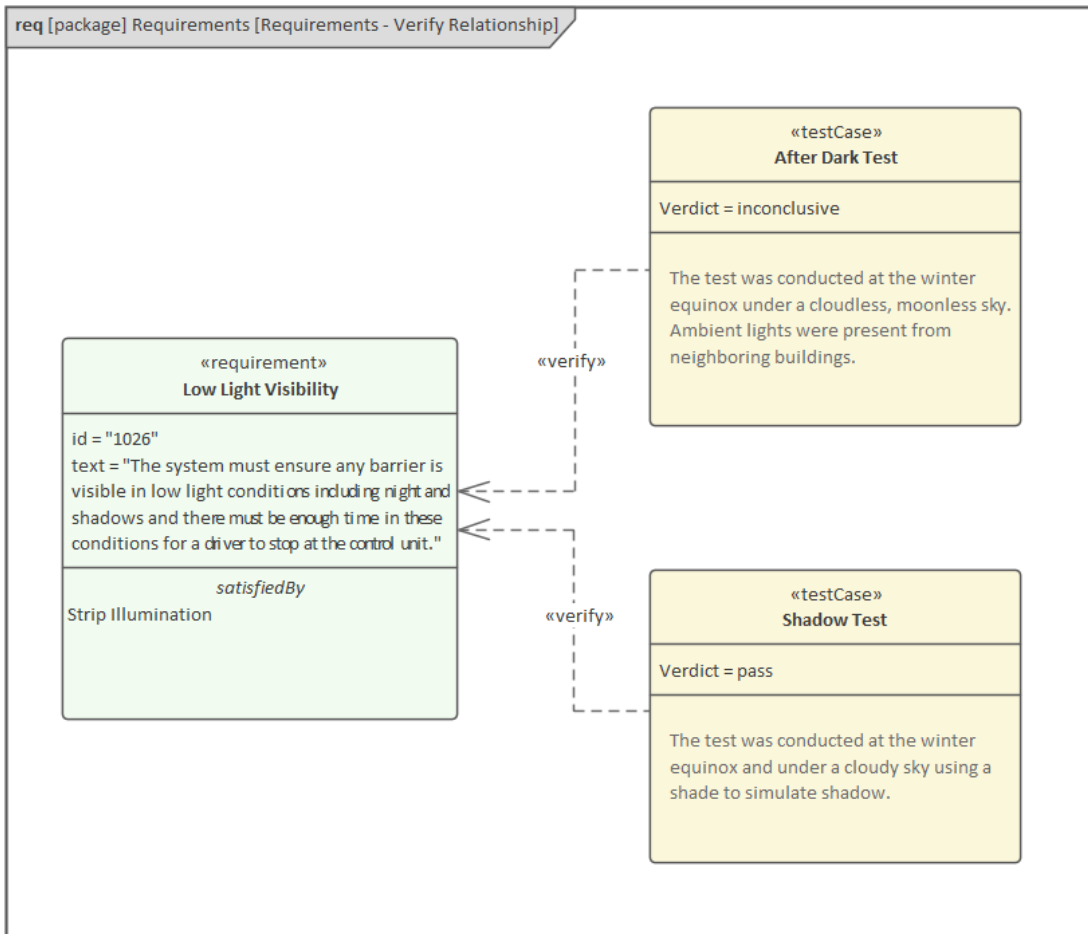 req [package] Requirements [Requirements - Verify Relationship]
«testCase»
After Dark Test
Verdict = inconclusive
The test was conducted at the winter
equinox under a cloudless, moonless sky.
Ambient lights were present from
neighboring buildings.
«verify»
«requirement»
Low Light Visibility
id = "1026"
text = "The system must ensure any barrier is
visible in low light conditions including night and
shadows and there must be enough time in these
conditions for a driver to stop at the control unit."
satisfiedBy
Strip Illumination
«verify»
«testCase»
Shadow Test
Verdict = pass
The test was conducted at the winter
equinox and under a cloudy sky using a
shade to simulate shadow.